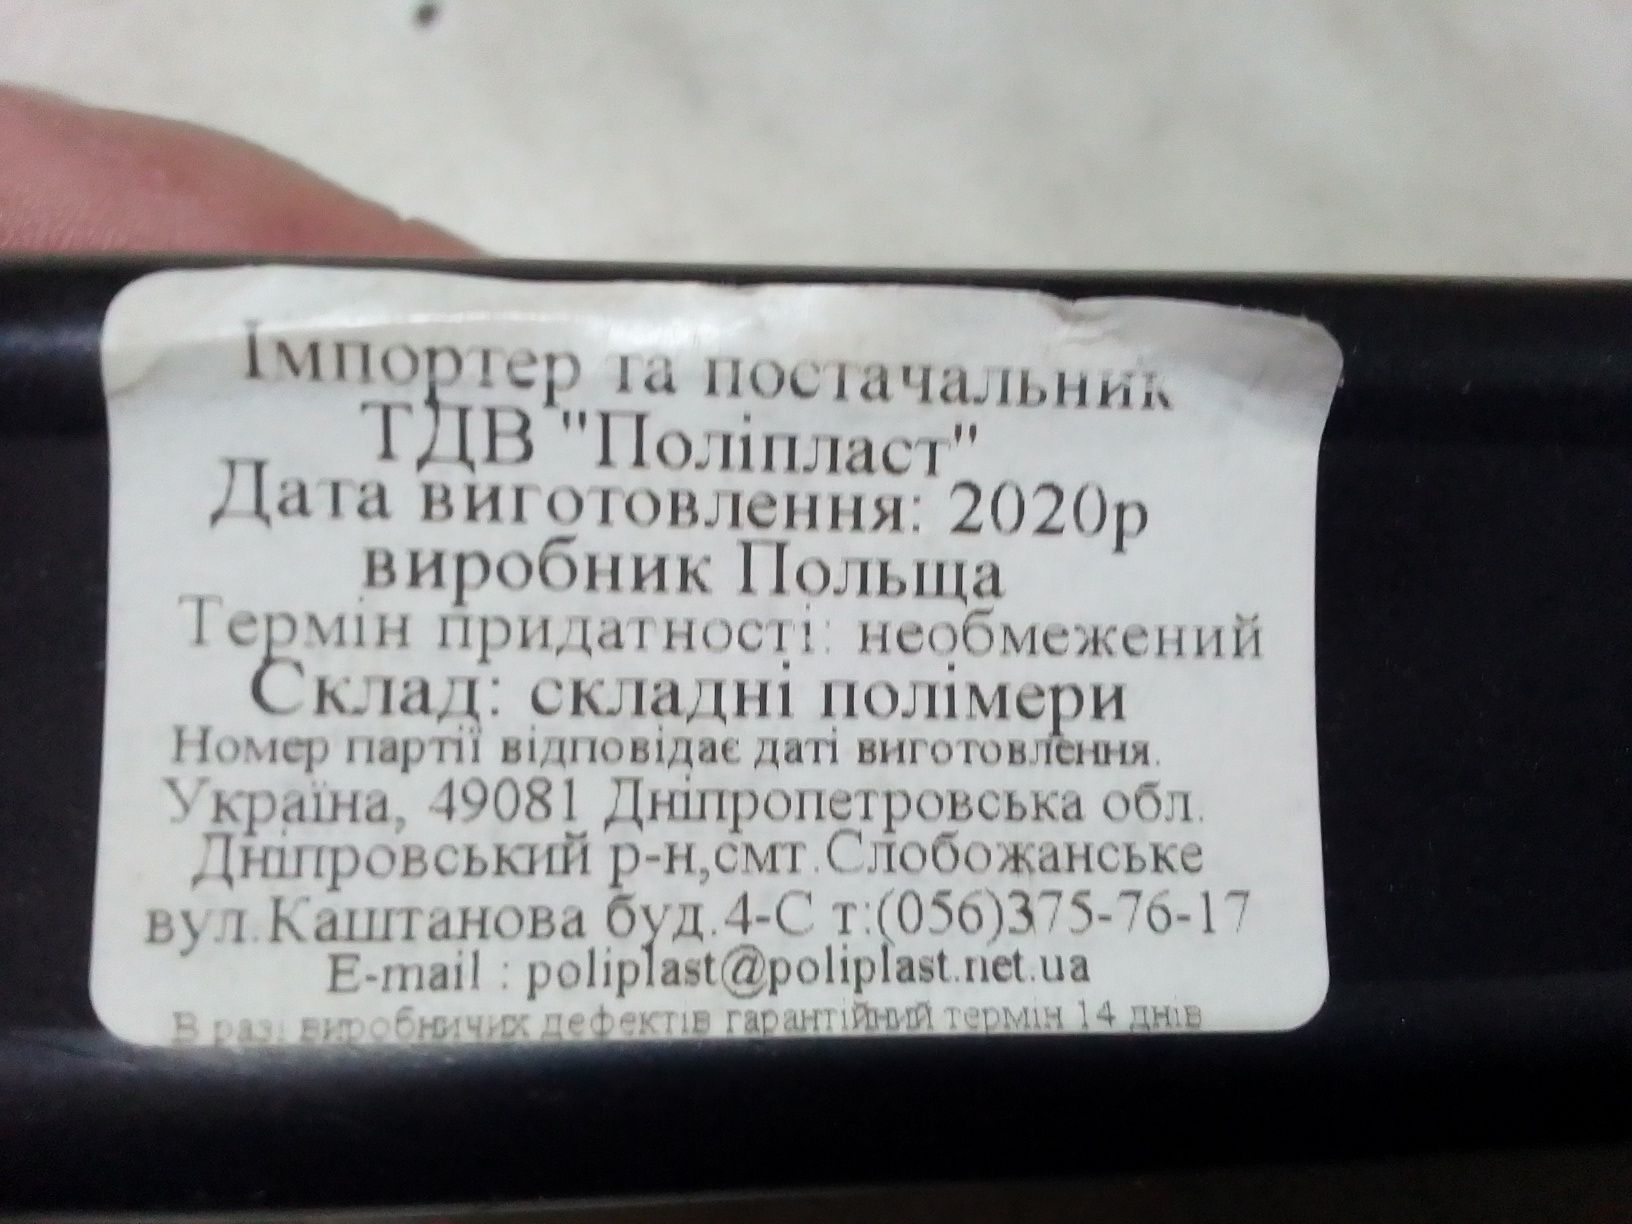 Імпортер та постачальник
ТДВ "Поліпласт"
Дата виготовлення: 2020р
виробник Польща
Термін придатності: необмежений
Склад: складні полімери
Номер партії відповідає даті виготовлення.
Україна, 49081 Дніпропетровська обл.
Дніпровський р-н,смт.Слобожанське
вул.Каштанова буд.4-С т:(056)375-76-17
E-mail : poliplast@poliplast.net.ua
В разі виробничих дефектів гарантійний термін 14 днів